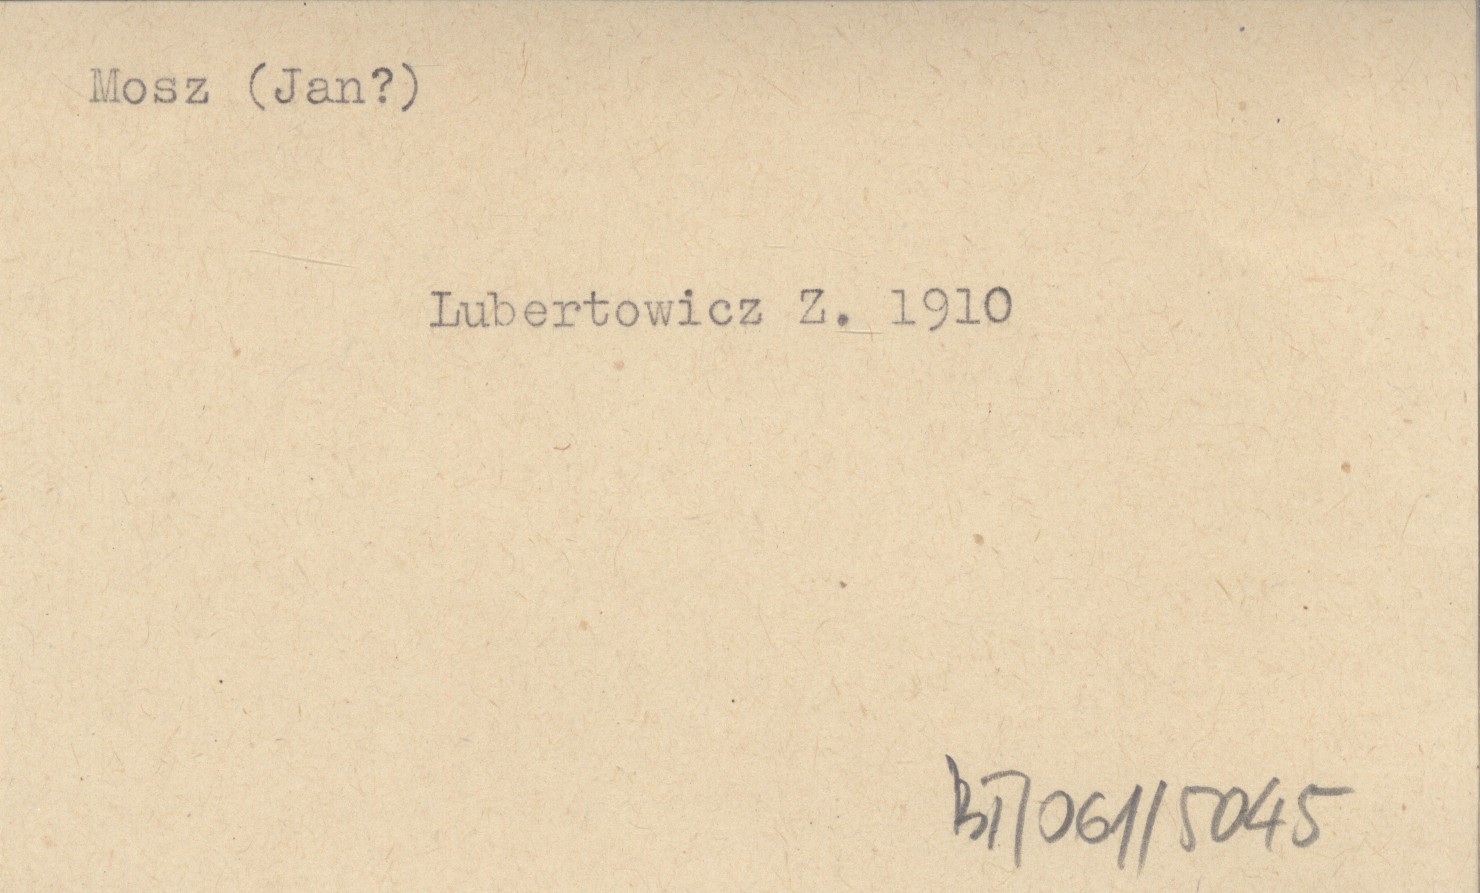 Mosz (Jan?)
Lubertowicz Z. 1910
BT/061/5045